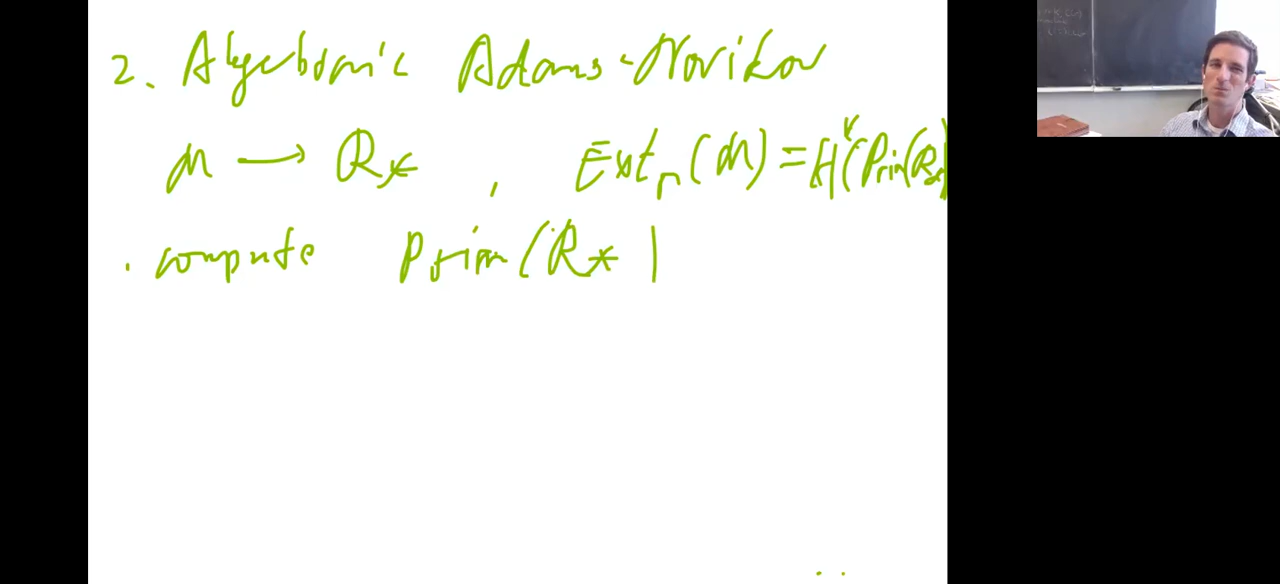 2. Algebraic Adams-Novikov
M → R* , Ext_Γ(M) = H^r(Prim(R*)
. compute Prim(R* )